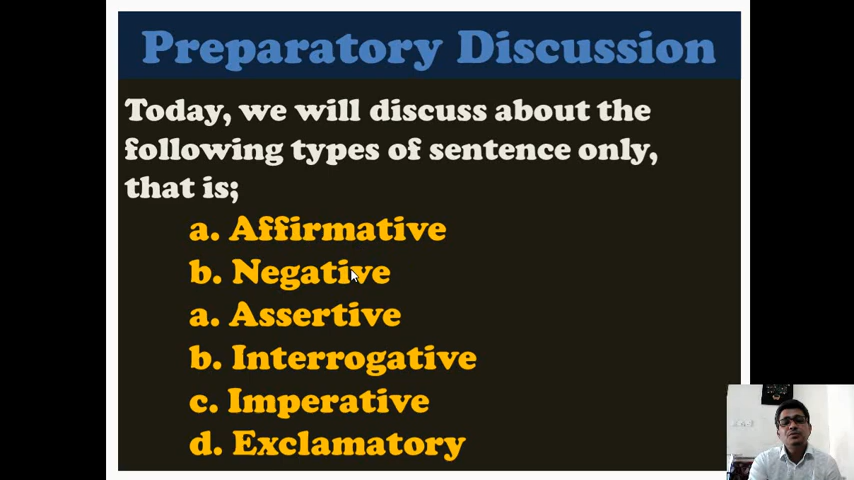 Preparatory Discussion
Today, we will discuss about the
following types of sentence only,
that is;
a. Affirmative
b. Negative
a. Assertive
b. Interrogative
c. Imperative
d. Exclamatory